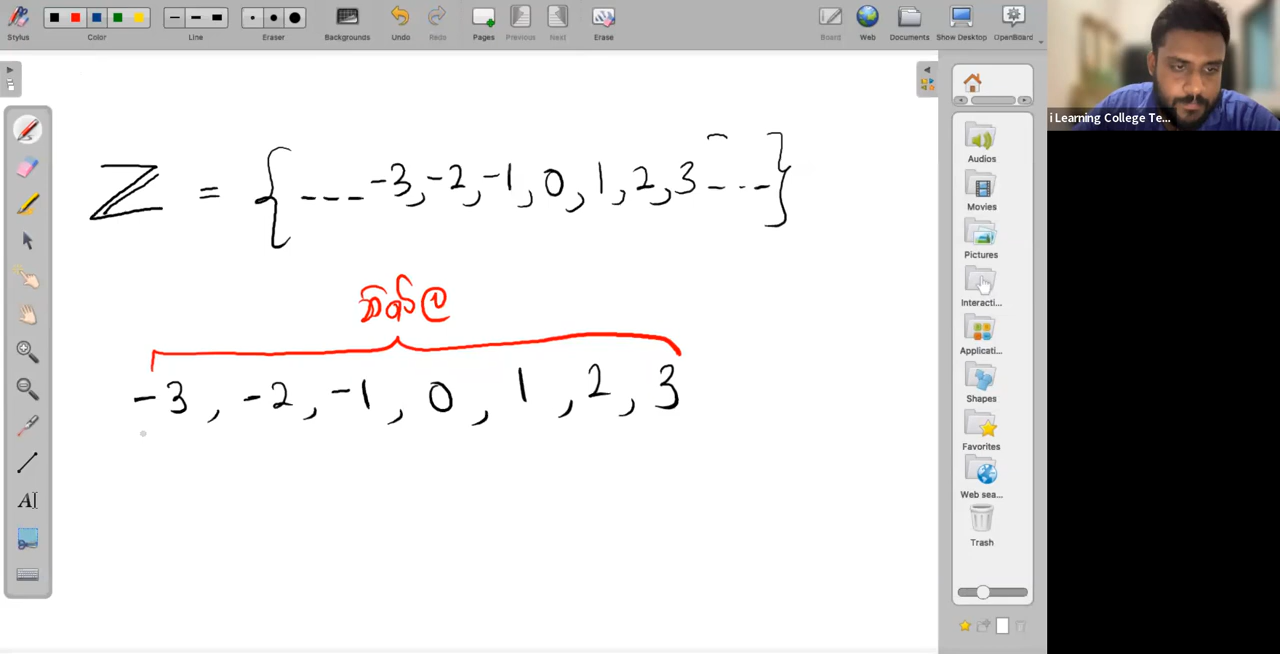 Stylus
Color
Line
Eraser
Backgrounds
Undo
Redo
Pages
Previous
Next
Erase
Board
Web
Documents
Show Desktop
OpenBoard
i Learning College Te...
ℤ = { --- -3, -2, -1, 0, 1, 2, 3 --- }
-3 , -2 , -1 , 0 , 1 , 2 , 3
Audios
Movies
Pictures
Interacti...
Applicati...
Shapes
Favorites
Web sea...
Trash